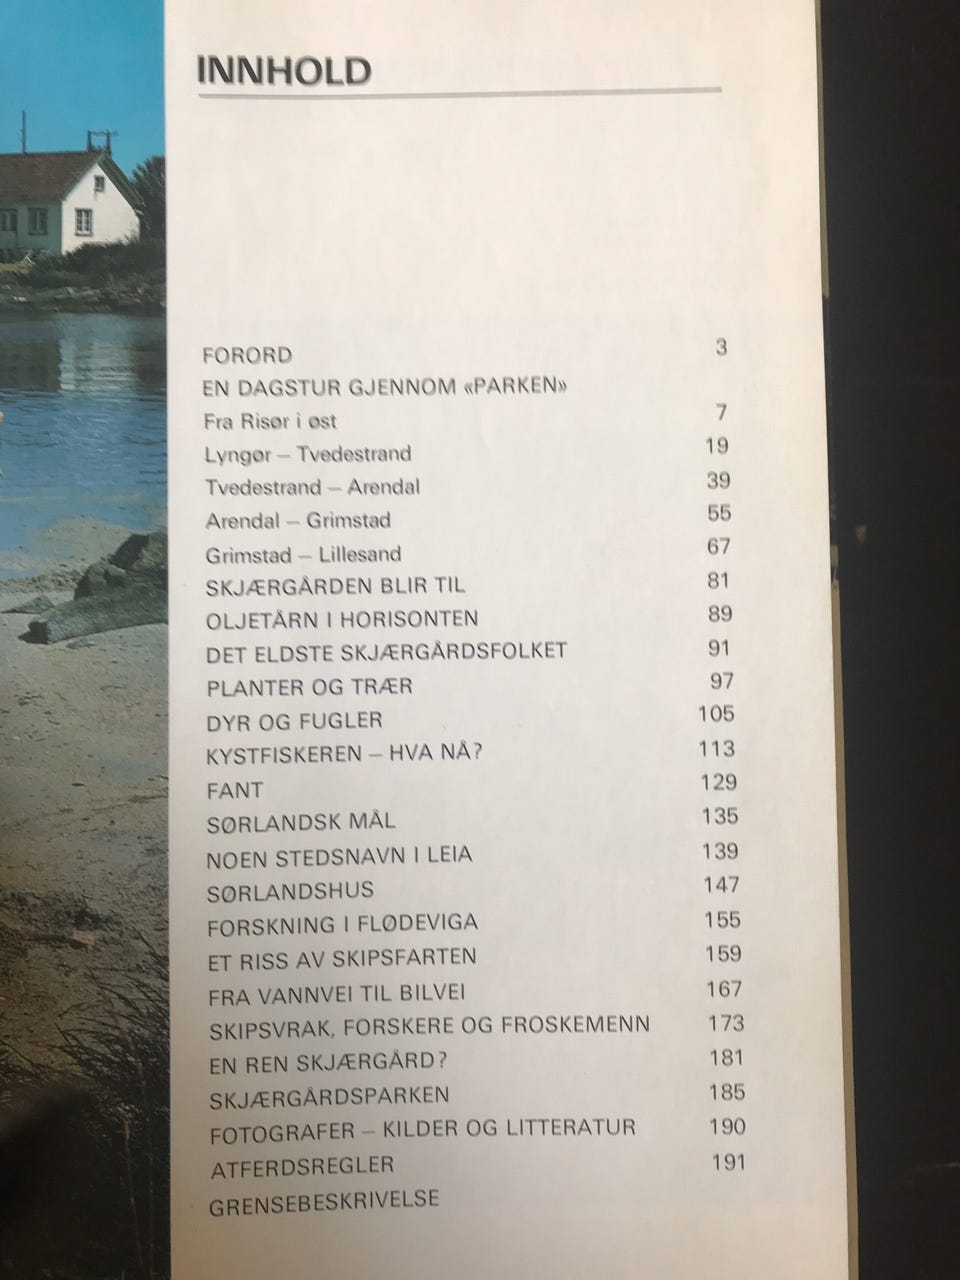 INNHOLD
FORORD 3
EN DAGSTUR GJENNOM «PARKEN»
Fra Risør i øst 7
Lyngør – Tvedestrand 19
Tvedestrand – Arendal 39
Arendal – Grimstad 55
Grimstad – Lillesand 67
SKJÆRGÅRDEN BLIR TIL 81
OLJETÅRN I HORISONTEN 89
DET ELDSTE SKJÆRGÅRDSFOLKET 91
PLANTER OG TRÆR 97
DYR OG FUGLER 105
KYSTFISKEREN – HVA NÅ? 113
FANT 129
SØRLANDSK MÅL 135
NOEN STEDSNAVN I LEIA 139
SØRLANDSHUS 147
FORSKNING I FLØDEVIGA 155
ET RISS AV SKIPSFARTEN 159
FRA VANNVEI TIL BILVEI 167
SKIPSVRAK, FORSKERE OG FROSKEMENN 173
EN REN SKJÆRGÅRD? 181
SKJÆRGÅRDSPARKEN 185
FOTOGRAFER – KILDER OG LITTERATUR 190
ATFERDSREGLER 191
GRENSEBESKRIVELSE